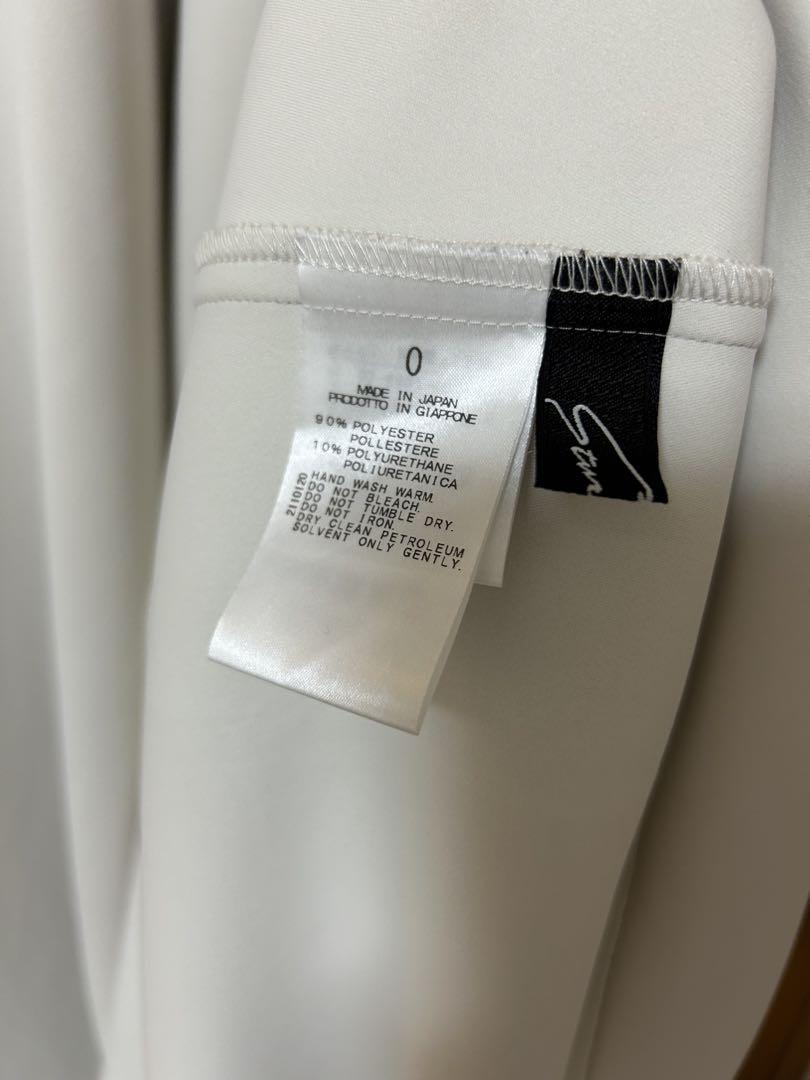 0
MADE IN JAPAN
PRODOTTO IN GIAPPONE
90% POLYESTER
POLLESTERE
10% POLYURETHANE
POLIURETANICA
HAND WASH WARM.
DO NOT BLEACH.
DO NOT TUMBLE DRY.
DO NOT IRON.
DRY CLEAN PETROLEUM
SOLVENT ONLY GENTLY.
2110120